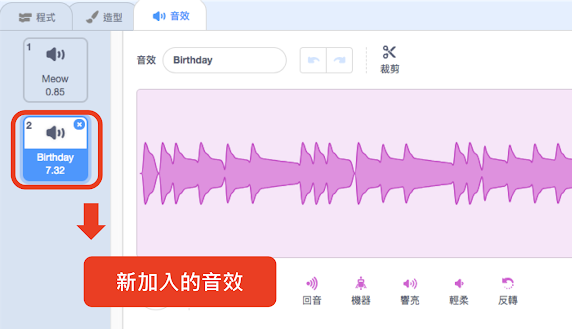 程式
造型
音效
1
Meow
0.85
2
Birthday
7.32
音效
Birthday
裁剪
新加入的音效
回音
機器
響亮
輕柔
反轉